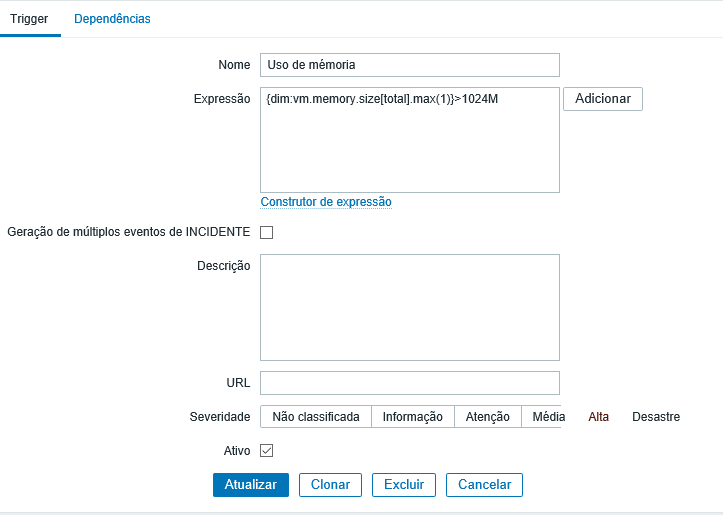 Trigger Dependências
Nome Uso de mémoria
Expressão {dim:vm.memory.size[total].max(1)}>1024M Adicionar
Construtor de expressão
Geração de múltiplos eventos de INCIDENTE
Descrição
URL
Severidade Não classificada Informação Atenção Média Alta Desastre
Ativo
Atualizar Clonar Excluir Cancelar